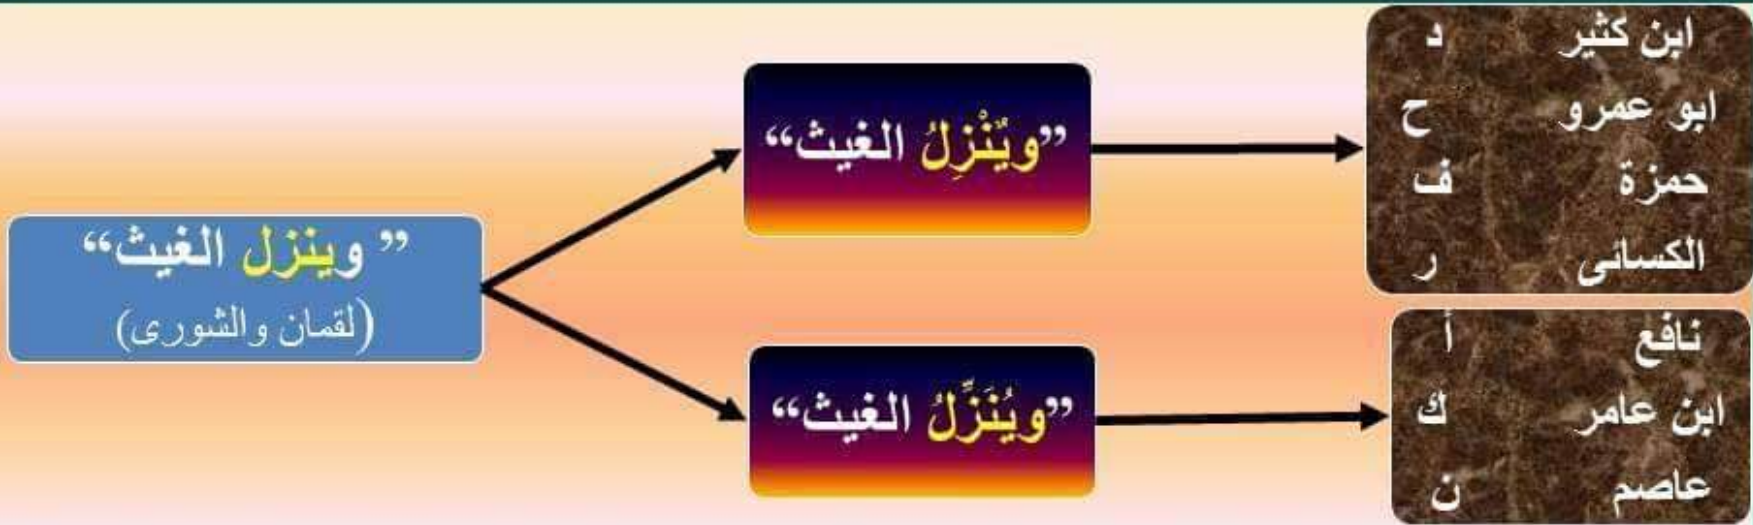 ” وينزل الغيث“
(لقمان والشورى)
”ويُنْزِلُ الغيث“
”ويُنَزِّلُ الغيث“
ابن كثير د
ابو عمرو ح
حمزة ف
الكسائى ر
نافع أ
ابن عامر ك
عاصم ن